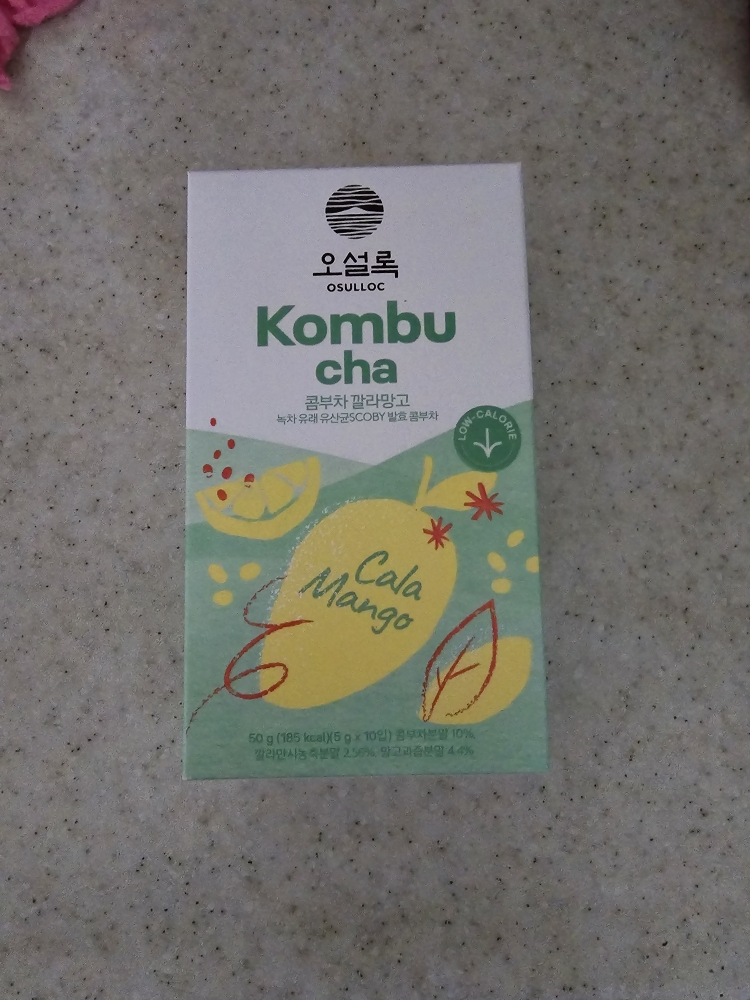 오설록
OSULLOC
Kombu
cha
콤부차 깔라망고
녹차 유래 유산균SCOBY 발효 콤부차
LOW-CALORIE
Cala
Mango
50 g (185 kcal)(5 g x 10입) 콤부차분말 10%,
깔라만시농축분말 2.56%, 망고과즙분말 4.4%